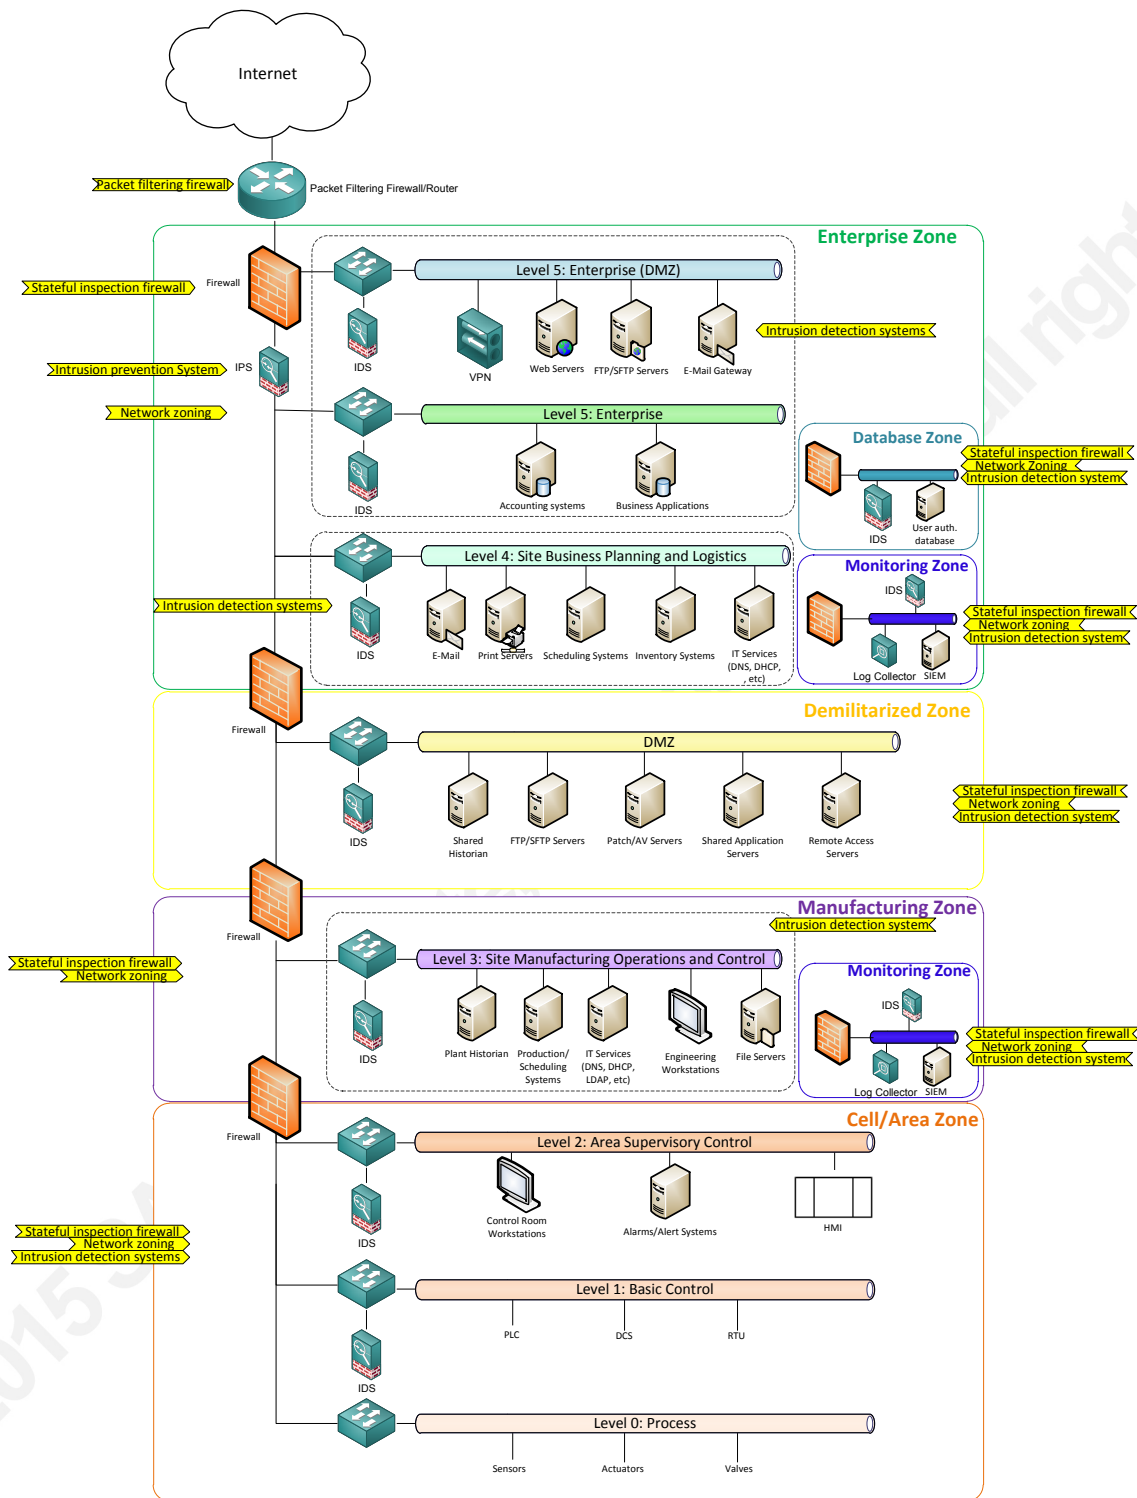 Internet
Packet filtering firewall
Packet Filtering Firewall/Router
Enterprise Zone
Firewall
Stateful inspection firewall
Level 5: Enterprise (DMZ)
Intrusion detection systems
IDS
VPN
Web Servers
FTP/SFTP Servers
E-Mail Gateway
IPS
Intrusion prevention System
Network zoning
Level 5: Enterprise
IDS
Accounting systems
Business Applications
Database Zone
Stateful inspection firewall
Network Zoning
Intrusion detection system
IDS
User auth.
database
Level 4: Site Business Planning and Logistics
Intrusion detection systems
IDS
E-Mail
Print Servers
Scheduling Systems
Inventory Systems
IT Services
(DNS, DHCP,
, etc)
Monitoring Zone
IDS
Stateful inspection firewall
Network zoning
Intrusion detection system
Log Collector
SIEM
Firewall
Demilitarized Zone
DMZ
IDS
Shared
Historian
FTP/SFTP Servers
Patch/AV Servers
Shared Application
Servers
Remote Access
Servers
Stateful inspection firewall
Network zoning
Intrusion detection system
Firewall
Manufacturing Zone
Intrusion detection system
Stateful inspection firewall
Network zoning
Level 3: Site Manufacturing Operations and Control
IDS
Plant Historian
Production/
Scheduling
Systems
IT Services
(DNS, DHCP,
LDAP, etc)
Engineering
Workstations
File Servers
Monitoring Zone
IDS
Stateful inspection firewall
Network zoning
Intrusion detection system
Log Collector
SIEM
Firewall
Cell/Area Zone
Level 2: Area Supervisory Control
IDS
Control Room
Workstations
Alarms/Alert Systems
HMI
Stateful inspection firewall
Network zoning
Intrusion detection systems
Level 1: Basic Control
IDS
PLC
DCS
RTU
Level 0: Process
Sensors
Actuators
Valves